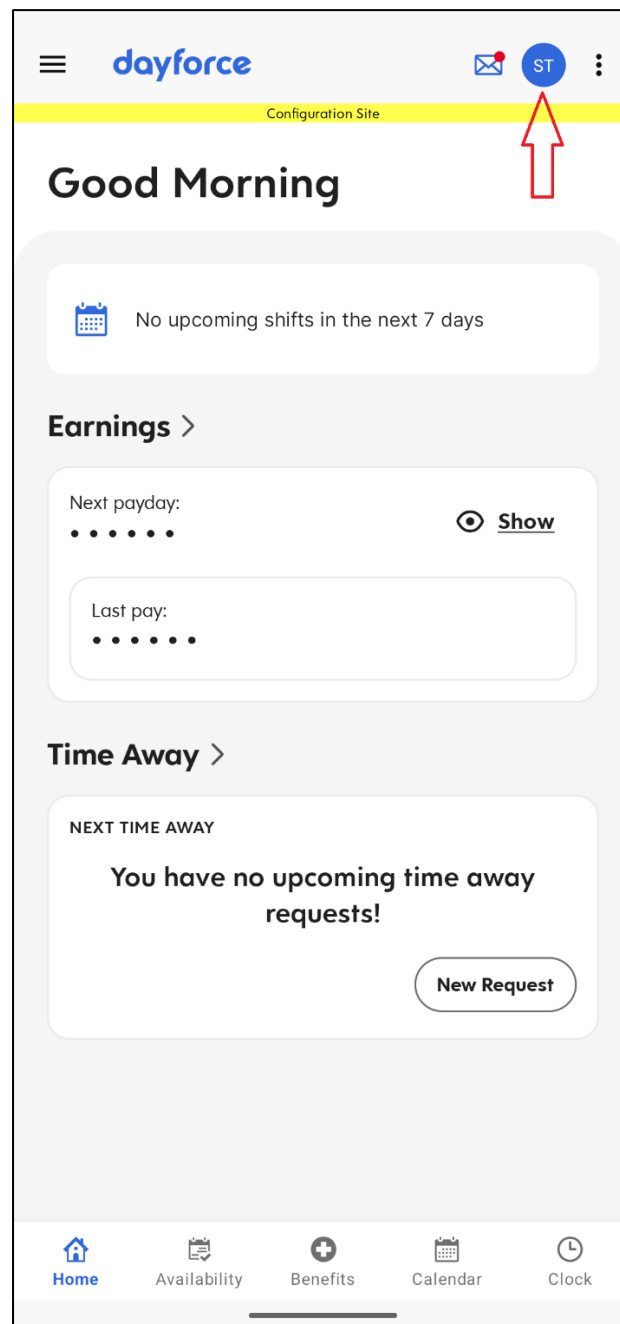 dayforce
ST
Configuration Site
Good Morning
No upcoming shifts in the next 7 days
Earnings
Next payday:
••••••
Show
Last pay:
••••••
Time Away
NEXT TIME AWAY
You have no upcoming time away
requests!
New Request
Home Availability Benefits Calendar Clock